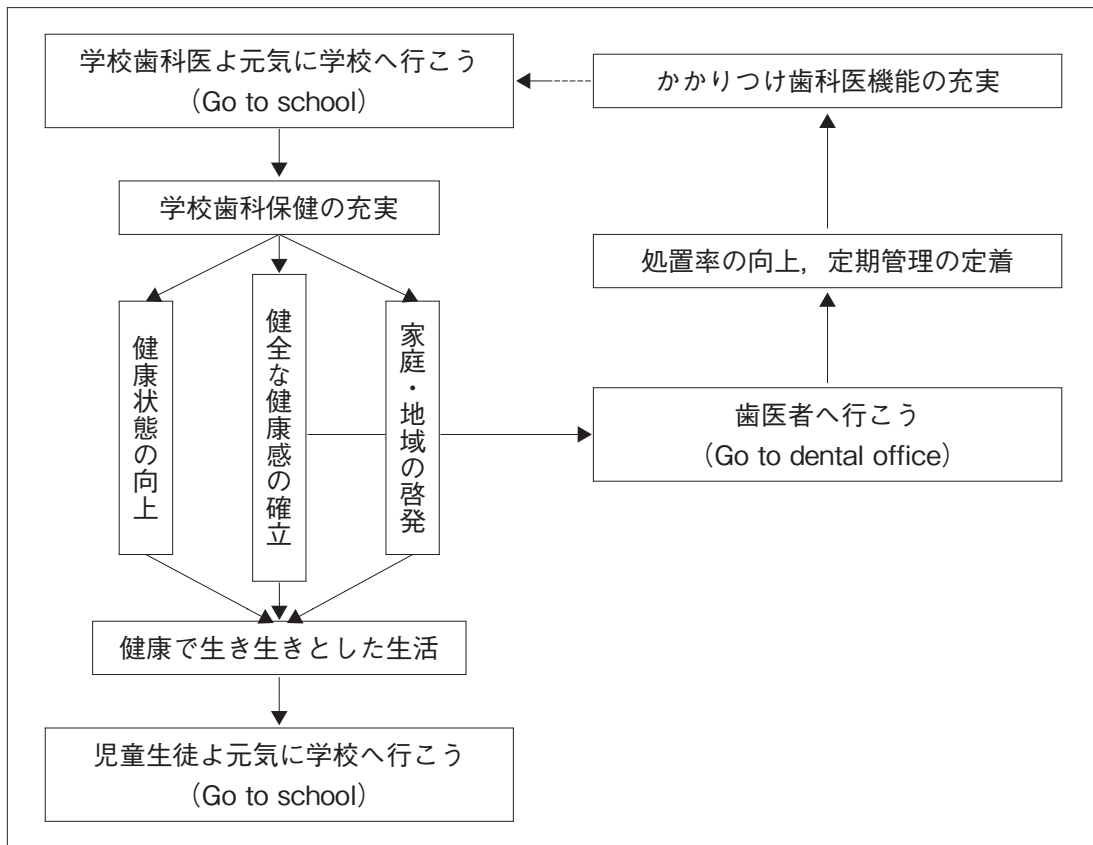 学校歯科医よ元気に学校へ行こう
（Go to school）
かかりつけ歯科医機能の充実
学校歯科保健の充実
処置率の向上，定期管理の定着
健康状態の向上
健全な健康感の確立
家庭・地域の啓発
歯医者へ行こう
（Go to dental office）
健康で生き生きとした生活
児童生徒よ元気に学校へ行こう
（Go to school）